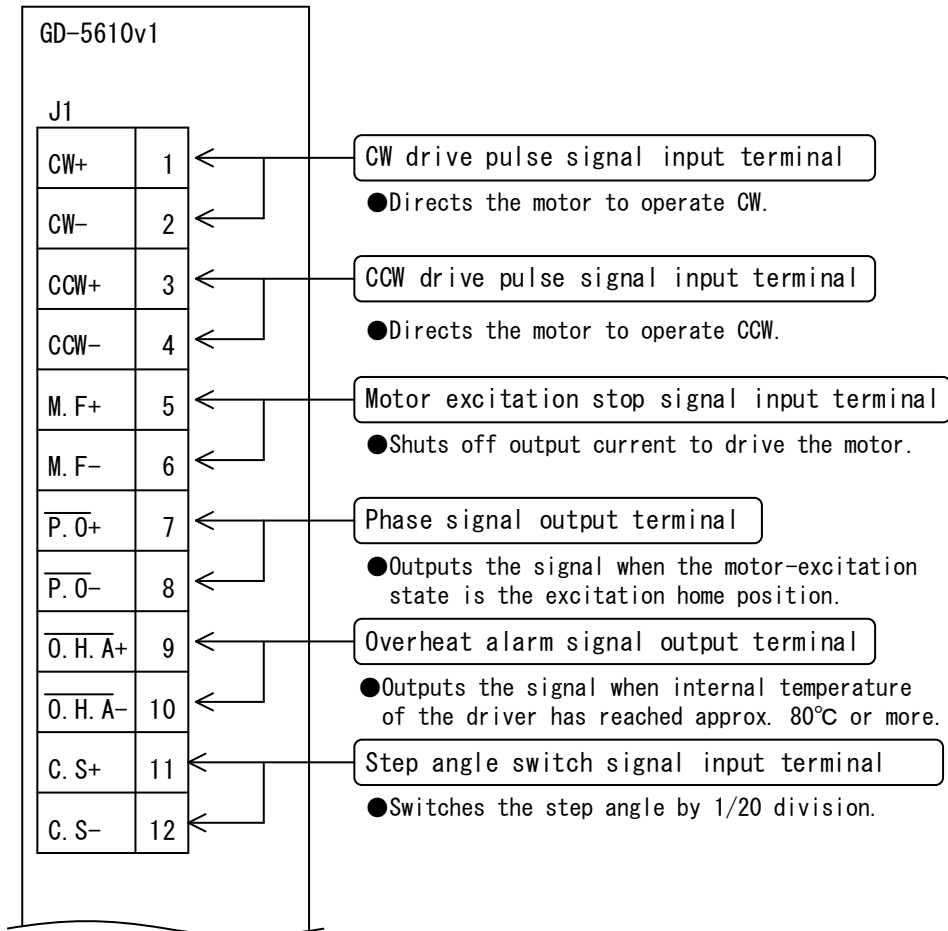 GD-5610v1
J1
CW+ 1
CW- 2
CCW+ 3
CCW- 4
M.F+ 5
M.F- 6
P.O+ 7
P.O- 8
O.H.A+ 9
O.H.A- 10
C.S+ 11
C.S- 12
CW drive pulse signal input terminal
●Directs the motor to operate CW.
CCW drive pulse signal input terminal
●Directs the motor to operate CCW.
Motor excitation stop signal input terminal
●Shuts off output current to drive the motor.
Phase signal output terminal
●Outputs the signal when the motor-excitation
state is the excitation home position.
Overheat alarm signal output terminal
●Outputs the signal when internal temperature
of the driver has reached approx. 80℃ or more.
Step angle switch signal input terminal
●Switches the step angle by 1/20 division.